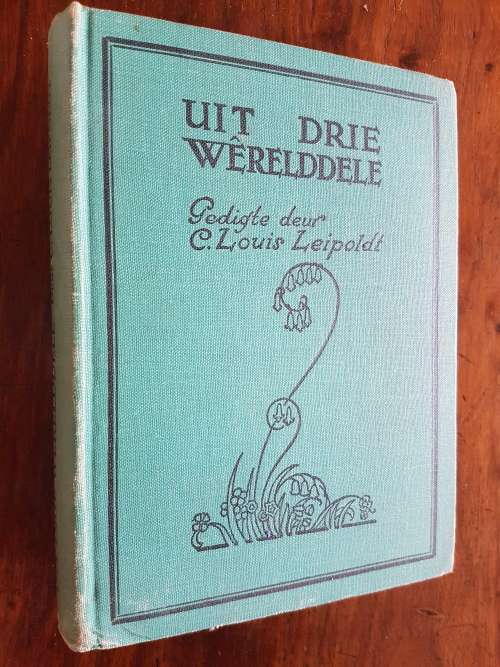 UIT DRIE
WÊRELDDELE
Gedigte deur
C. Louis Leipoldt